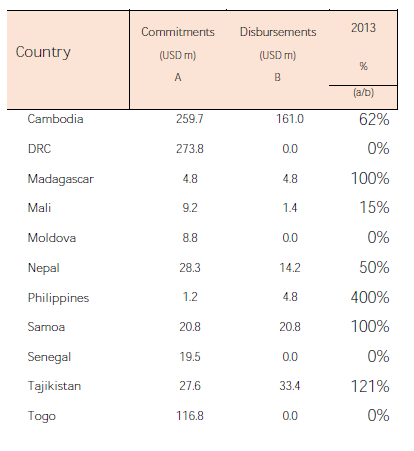 Country Commitments Disbursements 2013
(USD m) (USD m) %
A B (a/b)
Cambodia 259.7 161.0 62%
DRC 273.8 0.0 0%
Madagascar 4.8 4.8 100%
Mali 9.2 1.4 15%
Moldova 8.8 0.0 0%
Nepal 28.3 14.2 50%
Philippines 1.2 4.8 400%
Samoa 20.8 20.8 100%
Senegal 19.5 0.0 0%
Tajikistan 27.6 33.4 121%
Togo 116.8 0.0 0%